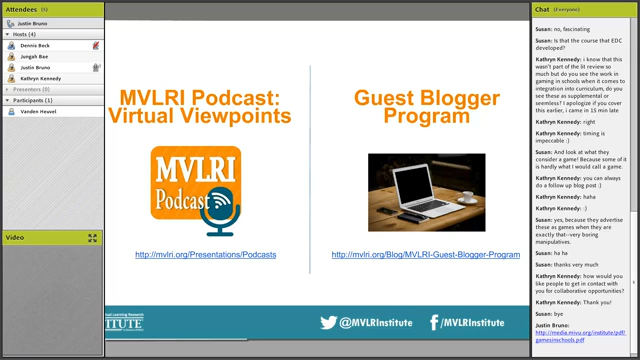 Attendees (5)
Justin Bruno
Hosts (4)
Dennis Beck
Jungah Bae
Justin Bruno
Kathryn Kennedy
Presenters (0)
Participants (1)
Vanden Heuvel
Video
MVLRI Podcast:
Virtual Viewpoints
MVLRI
Podcast
http://mvlri.org/Presentations/Podcasts
Guest Blogger
Program
http://mvlri.org/Blog/MVLRI-Guest-Blogger-Program
tual Learning Research
TITUTE™
@MVLRInstitute
/MVLRInstitute
Chat (Everyone)
Susan: no, fascinating
Susan: Is that the course that EDC
developed?
Kathryn Kennedy: i know that this
wasn't part of the lit review so
much but do you see the work in
gaming in schools when it comes to
integration into curriculum, do you
see these as supplemental or
seemless? I apologize if you covered
this earlier, i came in 15 min late
Kathryn Kennedy: right
Kathryn Kennedy: timing is
impeccable :)
Susan: And look at what they
consider a game! Because some of it
is hardly what I would call a game.
Kathryn Kennedy: you can always
do a follow up blog post :)
Kathryn Kennedy: haha
Kathryn Kennedy: :)
Susan: yes, because they advertise
those as games when they are
exactly that--very boring
manipulatives.
Susan: ha he
Susan: thanks very much
Kathryn Kennedy: how would you
like people to get in contact with
you for collaborative opportunities?
Kathryn Kennedy: Thank you!
Susan: bye
Justin Bruno:
http://media.mivu.org/institute/pdf/
gamesinschools.pdf